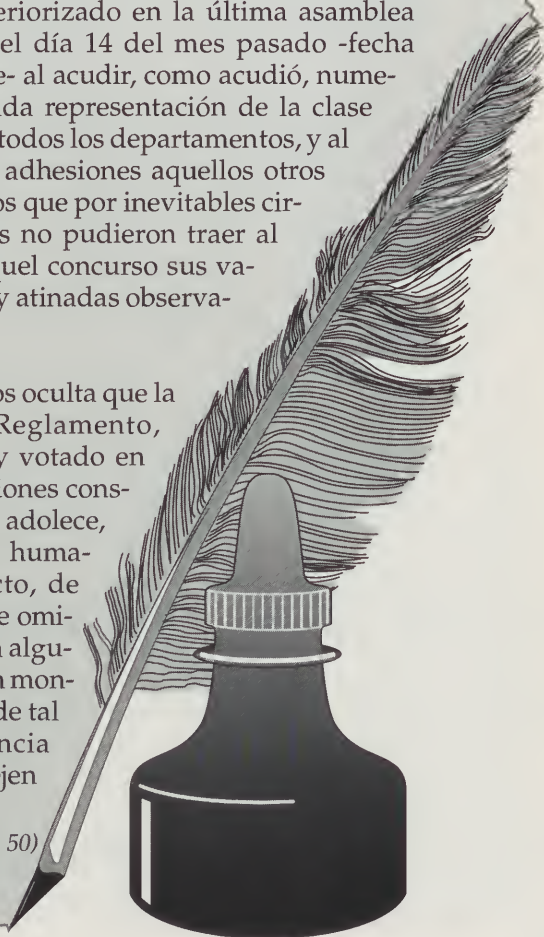 eriorizado en la última asamblea
el día 14 del mes pasado -fecha
e- al acudir, como acudió, nume-
da representación de la clase
todos los departamentos, y al
adhesiones aquellos otros
os que por inevitables cir-
s no pudieron traer al
uel concurso sus va-
y atinadas observa-
os oculta que la
Reglamento,
y votado en
iones cons-
adolece,
huma-
cto, de
e omi-
algu-
n mon-
de tal
ncia
ejen
50)